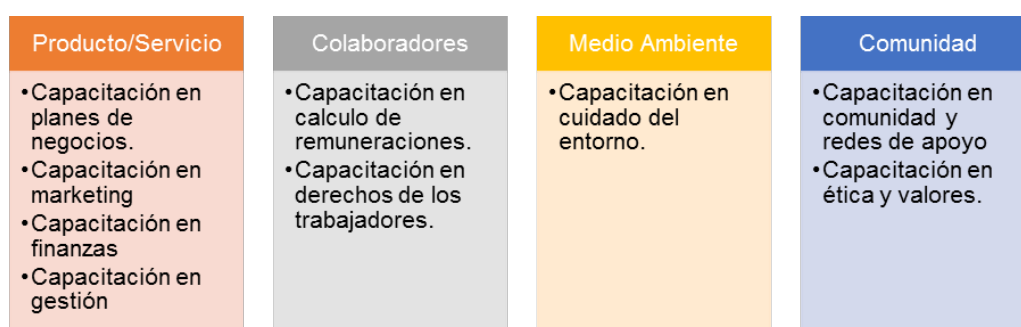 Producto/Servicio
•Capacitación en
planes de
negocios.
•Capacitación en
marketing
•Capacitación en
finanzas
•Capacitación en
gestión
Colaboradores
•Capacitación en
calculo de
remuneraciones.
•Capacitación en
derechos de los
trabajadores.
Medio Ambiente
•Capacitación en
cuidado del
entorno.
Comunidad
•Capacitación en
comunidad y
redes de apoyo
•Capacitación en
ética y valores.